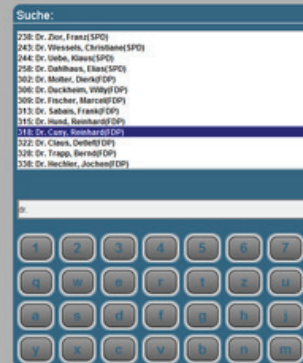 Suche:
238: Dr. Zior, Franz(SPD)
243: Dr. Wessels, Christiane(SPD)
244: Dr. Uebe, Klaus(SPD)
258: Dr. Dahlhaus, Elias(SPD)
302: Dr. Molter, Dierk(FDP)
306: Dr. Duckheim, Willy(FDP)
309: Dr. Fischer, Marcel(FDP)
313: Dr. Sabais, Frank(FDP)
315: Dr. Hund, Reinhard(FDP)
318: Dr. Cuny, Reinhard(FDP)
322: Dr. Claus, Detlef(FDP)
328: Dr. Trapp, Bernd(FDP)
338: Dr. Hechler, Jochen(FDP)
dr.
1 2 3 4 5 6 7
q w e r t z u
a s d f g h j
y x c v b n m